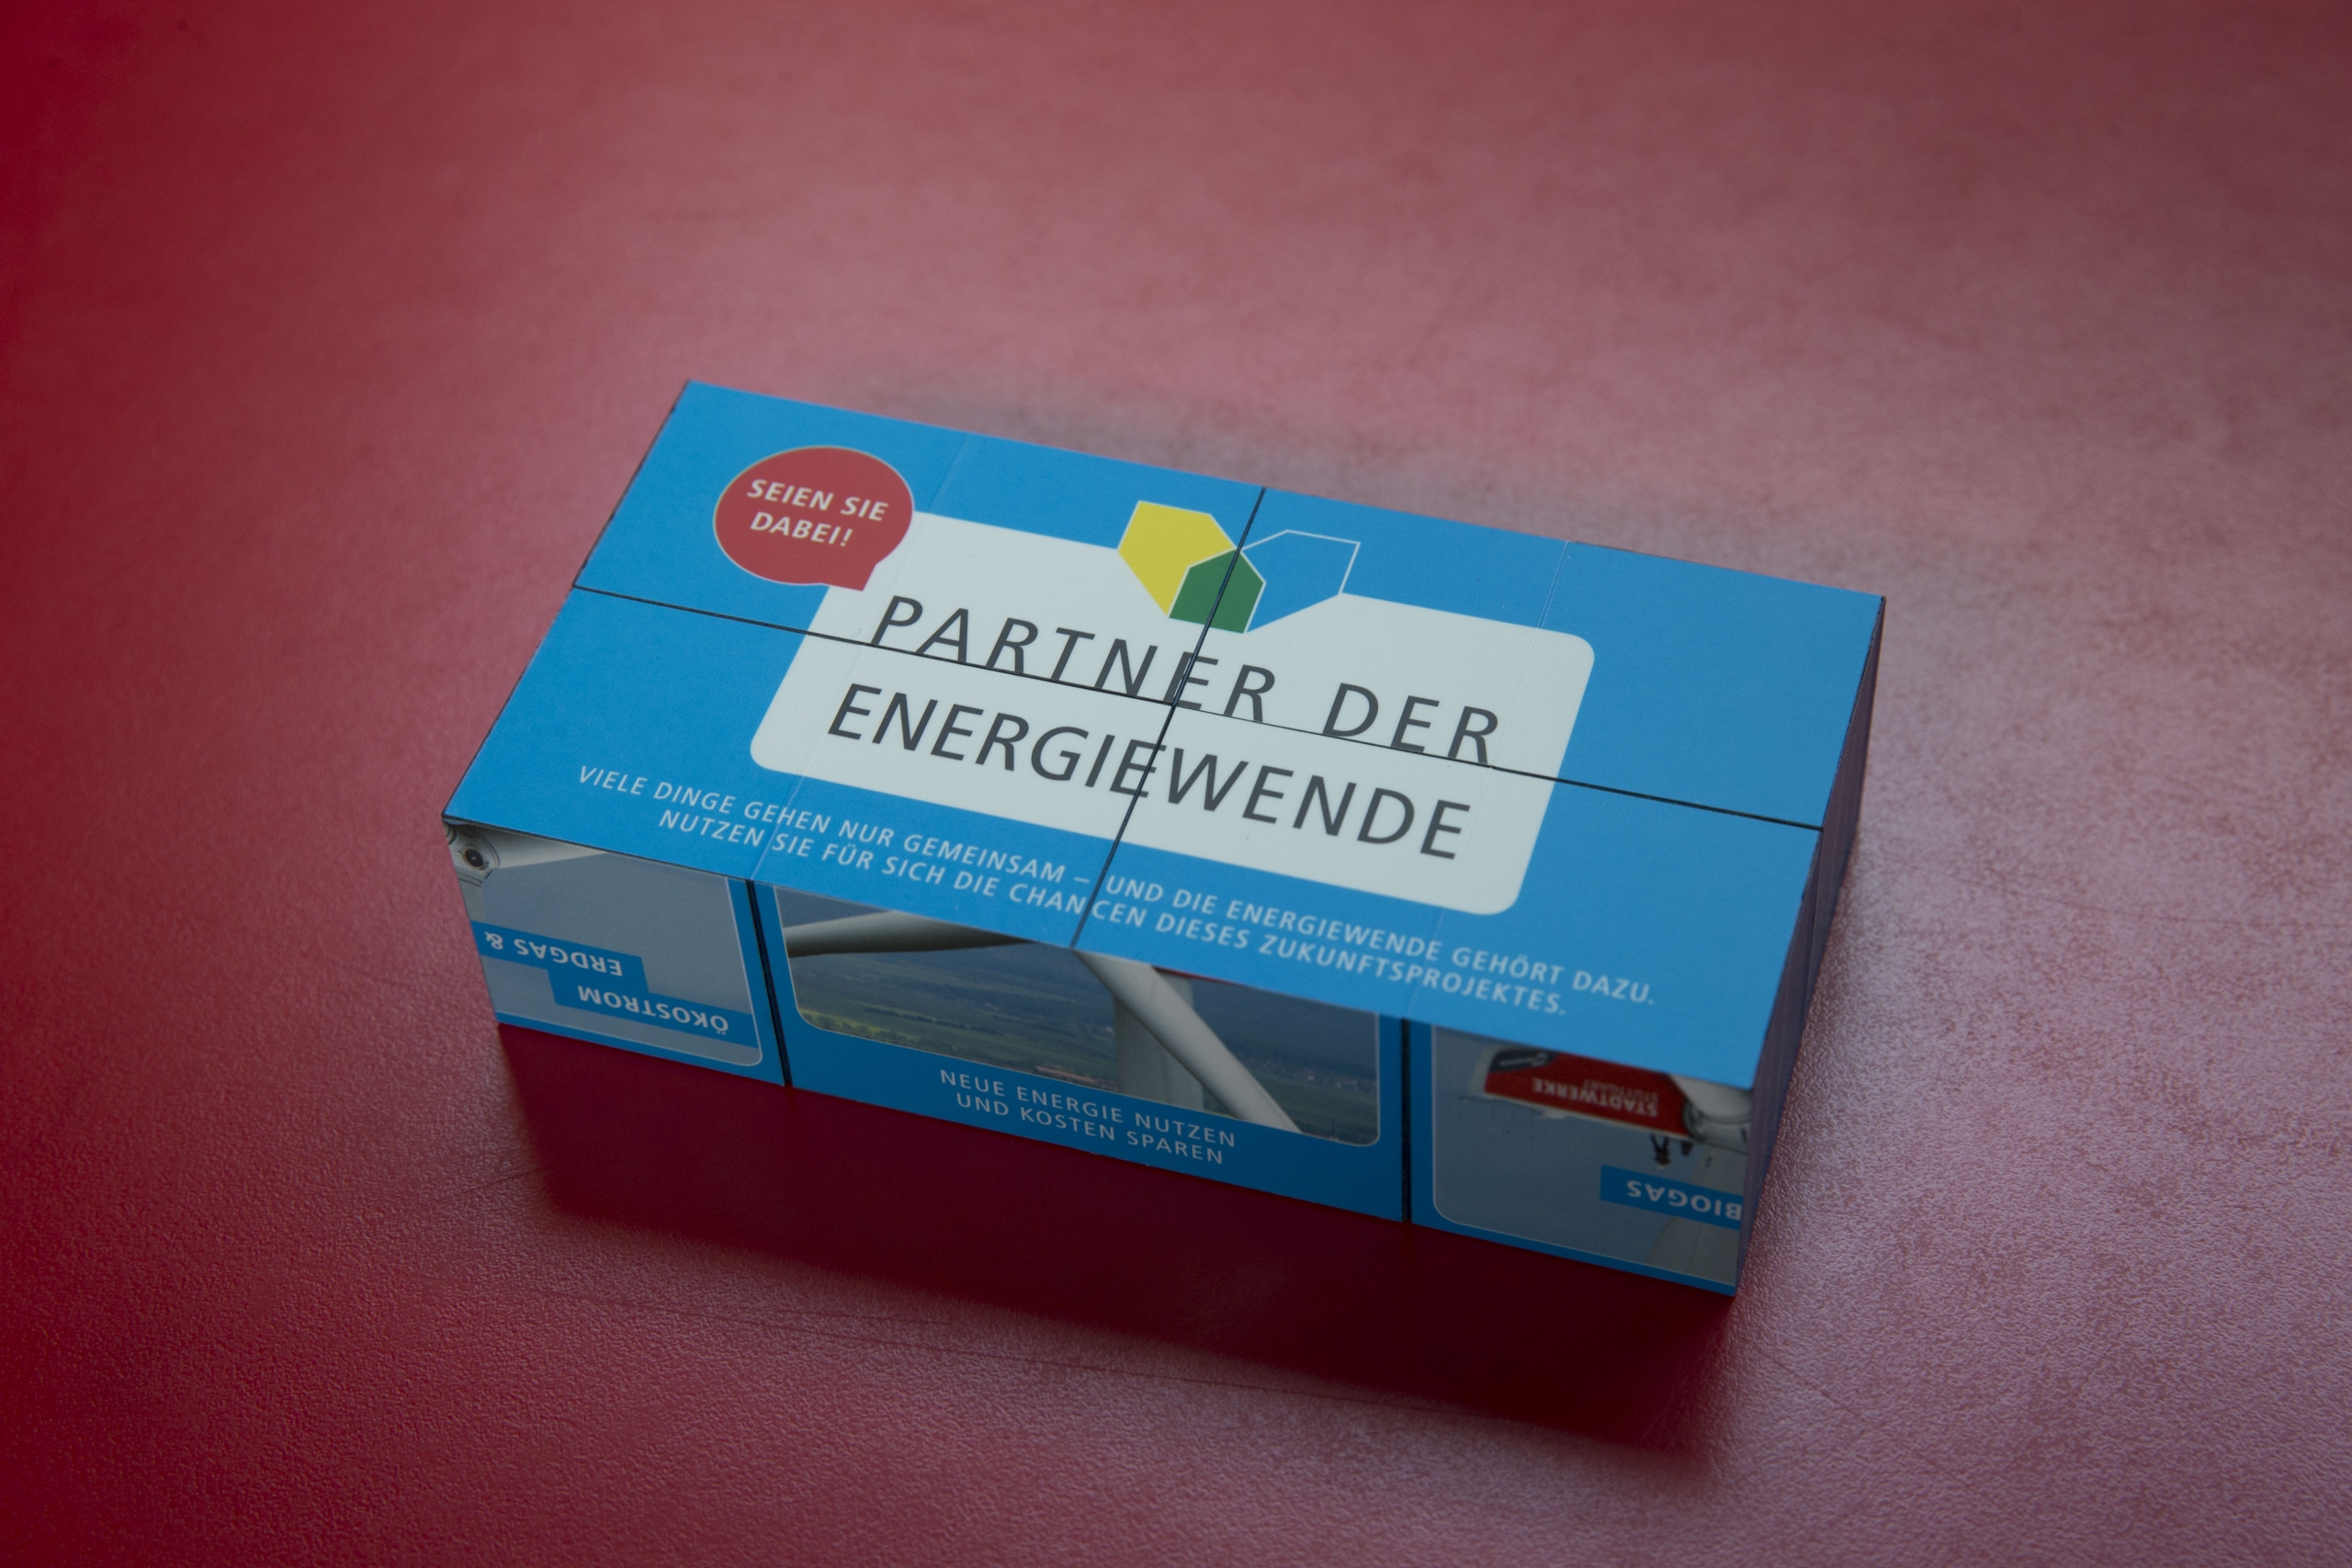 SEIEN SIE
DABEI!
PARTNER DER
ENERGIEWENDE
VIELE DINGE GEHEN NUR GEMEINSAM – UND DIE ENERGIEWENDE GEHÖRT DAZU.
NUTZEN SIE FÜR SICH DIE CHANCEN DIESES ZUKUNFTSPROJEKTES.
ÖKOSTROM
ERDGAS &
NEUE ENERGIE NUTZEN
UND KOSTEN SPAREN
STADTWERKE
STUTTGART
BIOGAS